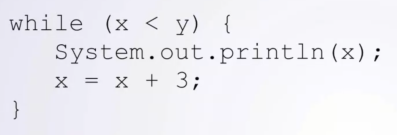 while (x < y) {
   System.out.println(x);
   x = x + 3;
}